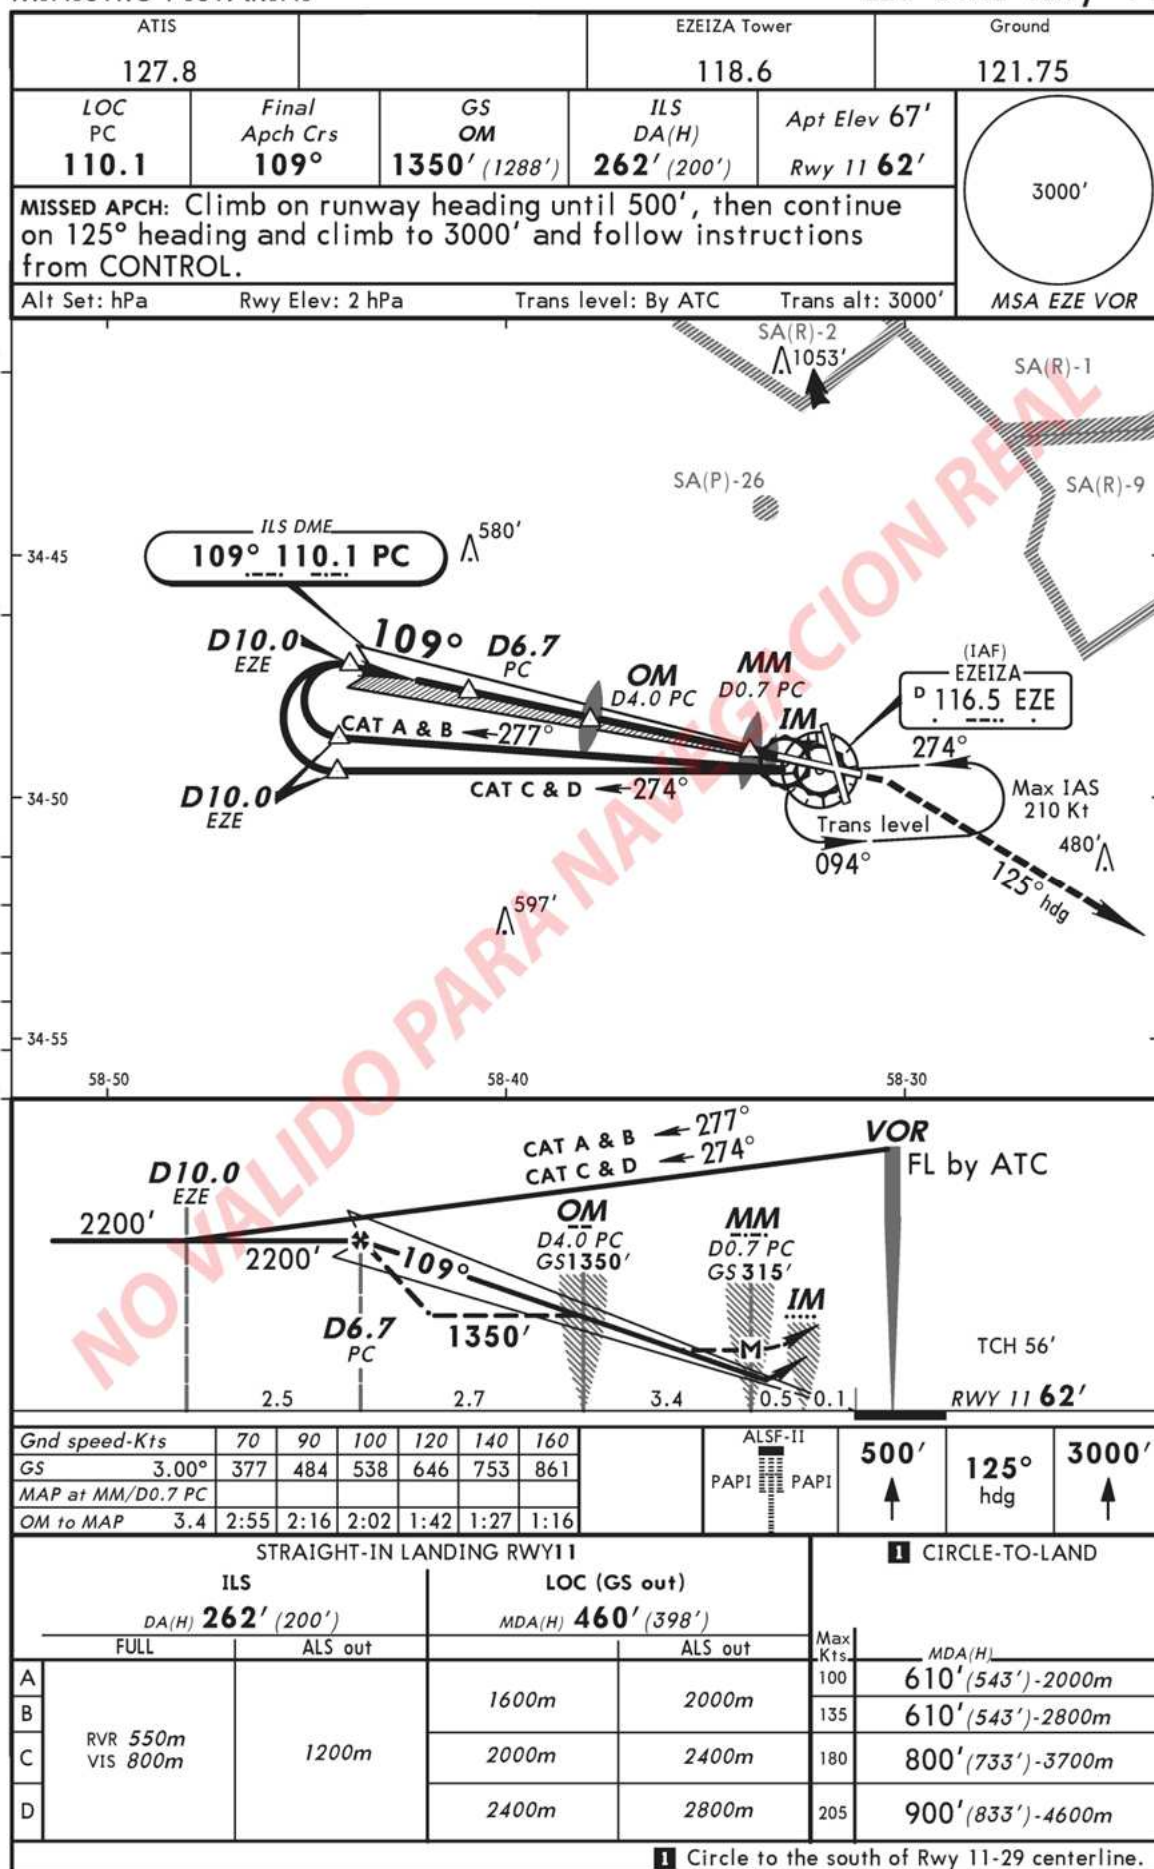 ATIS
127.8
EZEIZA Tower
118.6
Ground
121.75
LOC
PC
110.1
Final
Apch Crs
109°
GS
OM
1350' (1288')
ILS
DA(H)
262' (200')
Apt Elev 67'
Rwy 11 62'
3000'
MSA EZE VOR
MISSED APCH: Climb on runway heading until 500', then continue
on 125° heading and climb to 3000' and follow instructions
from CONTROL.
Alt Set: hPa Rwy Elev: 2 hPa Trans level: By ATC Trans alt: 3000'
SA(R)-2
1053'
SA(R)-1
SA(P)-26
SA(R)-9
ILS DME
109° 110.1 PC
580'
34-45
D10.0
EZE
109°
D6.7
PC
OM
D4.0 PC
MM
D0.7 PC
IM
(IAF)
EZEIZA
D 116.5 EZE
CAT A & B 277°
CAT C & D 274°
D10.0
EZE
274°
Max IAS
210 Kt
Trans level
094°
480'
125° hdg
34-50
597'
34-55
58-50
58-40
58-30
NO VALIDO PARA NAVEGACION REAL
CAT A & B 277°
CAT C & D 274°
VOR
FL by ATC
D10.0
EZE
2200'
2200'
109°
OM
D4.0 PC
GS 1350'
MM
D0.7 PC
GS 315'
IM
D6.7
PC
1350'
M
TCH 56'
2.5 2.7 3.4 0.5 0.1 RWY 11 62'
Gnd speed-Kts 70 90 100 120 140 160
GS 3.00° 377 484 538 646 753 861
MAP at MM/D0.7 PC
OM to MAP 3.4 2:55 2:16 2:02 1:42 1:27 1:16
ALSF-II
PAPI PAPI
500'
125°
hdg
3000'
STRAIGHT-IN LANDING RWY11
1 CIRCLE-TO-LAND
ILS
LOC (GS out)
DA(H) 262' (200')
MDA(H) 460' (398')
FULL
ALS out
ALS out
Max
Kts
MDA(H)
A
B
C
D
RVR 550m
VIS 800m
1200m
1600m 2000m
2000m 2400m
2400m 2800m
100 610' (543')-2000m
135 610' (543')-2800m
180 800' (733')-3700m
205 900' (833')-4600m
1 Circle to the south of Rwy 11-29 centerline.